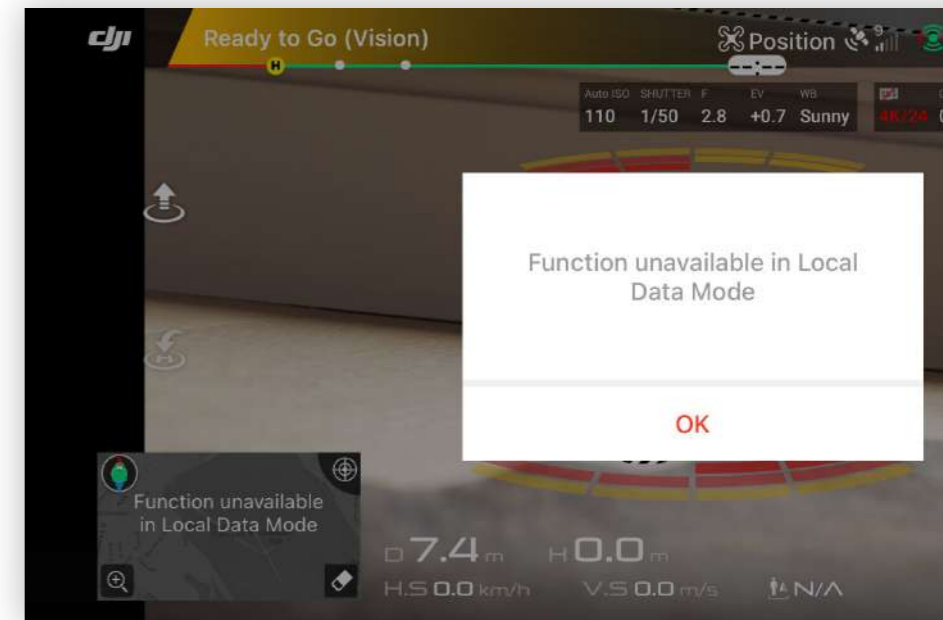 dji
Ready to Go (Vision)
Position
9
H
Auto ISO SHUTTER F EV WB
110 1/50 2.8 +0.7 Sunny
4K/24
Function unavailable in Local
Data Mode
OK
Function unavailable
in Local Data Mode
D 7.4 m H 0.0 m
H.S 0.0 km/h V.S 0.0 m/s N/A